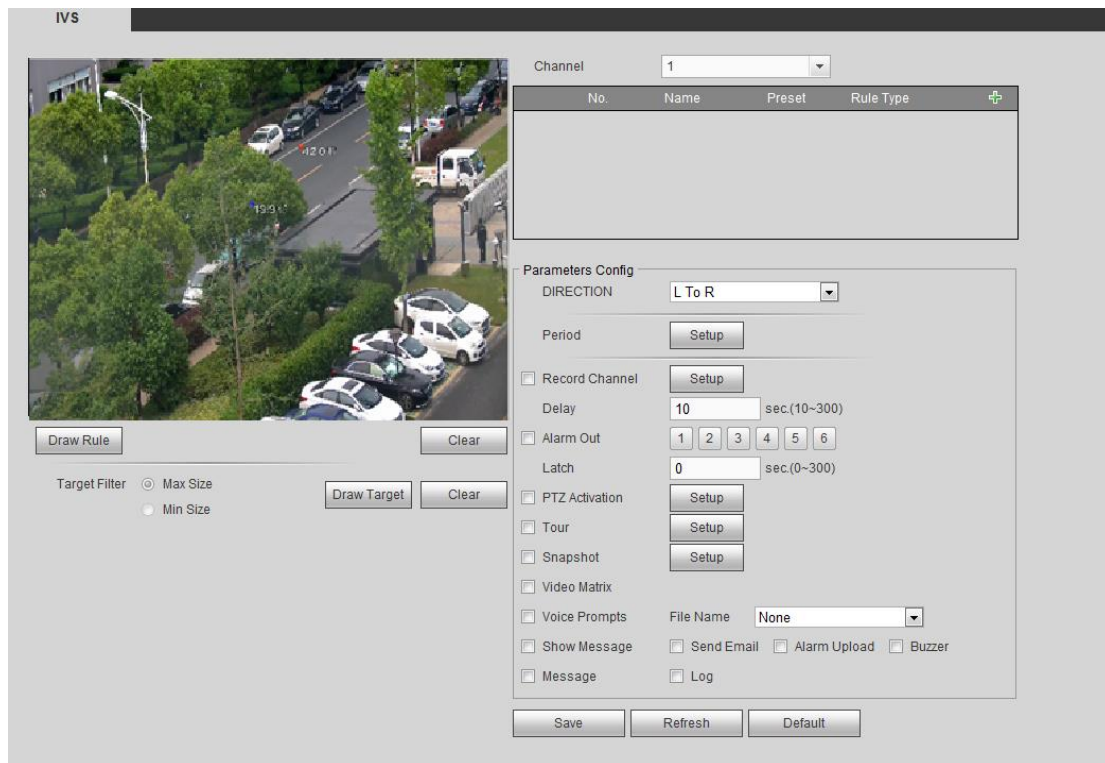 IVS
Channel 1
No. Name Preset Rule Type
Parameters Config
DIRECTION L To R
Period Setup
Record Channel Setup
Delay 10 sec.(10~300)
Alarm Out 1 2 3 4 5 6
Latch 0 sec.(0~300)
PTZ Activation Setup
Tour Setup
Snapshot Setup
Video Matrix
Voice Prompts File Name None
Show Message Send Email Alarm Upload Buzzer
Message Log
Save Refresh Default
Draw Rule Clear
Target Filter Max Size Draw Target Clear
Min Size